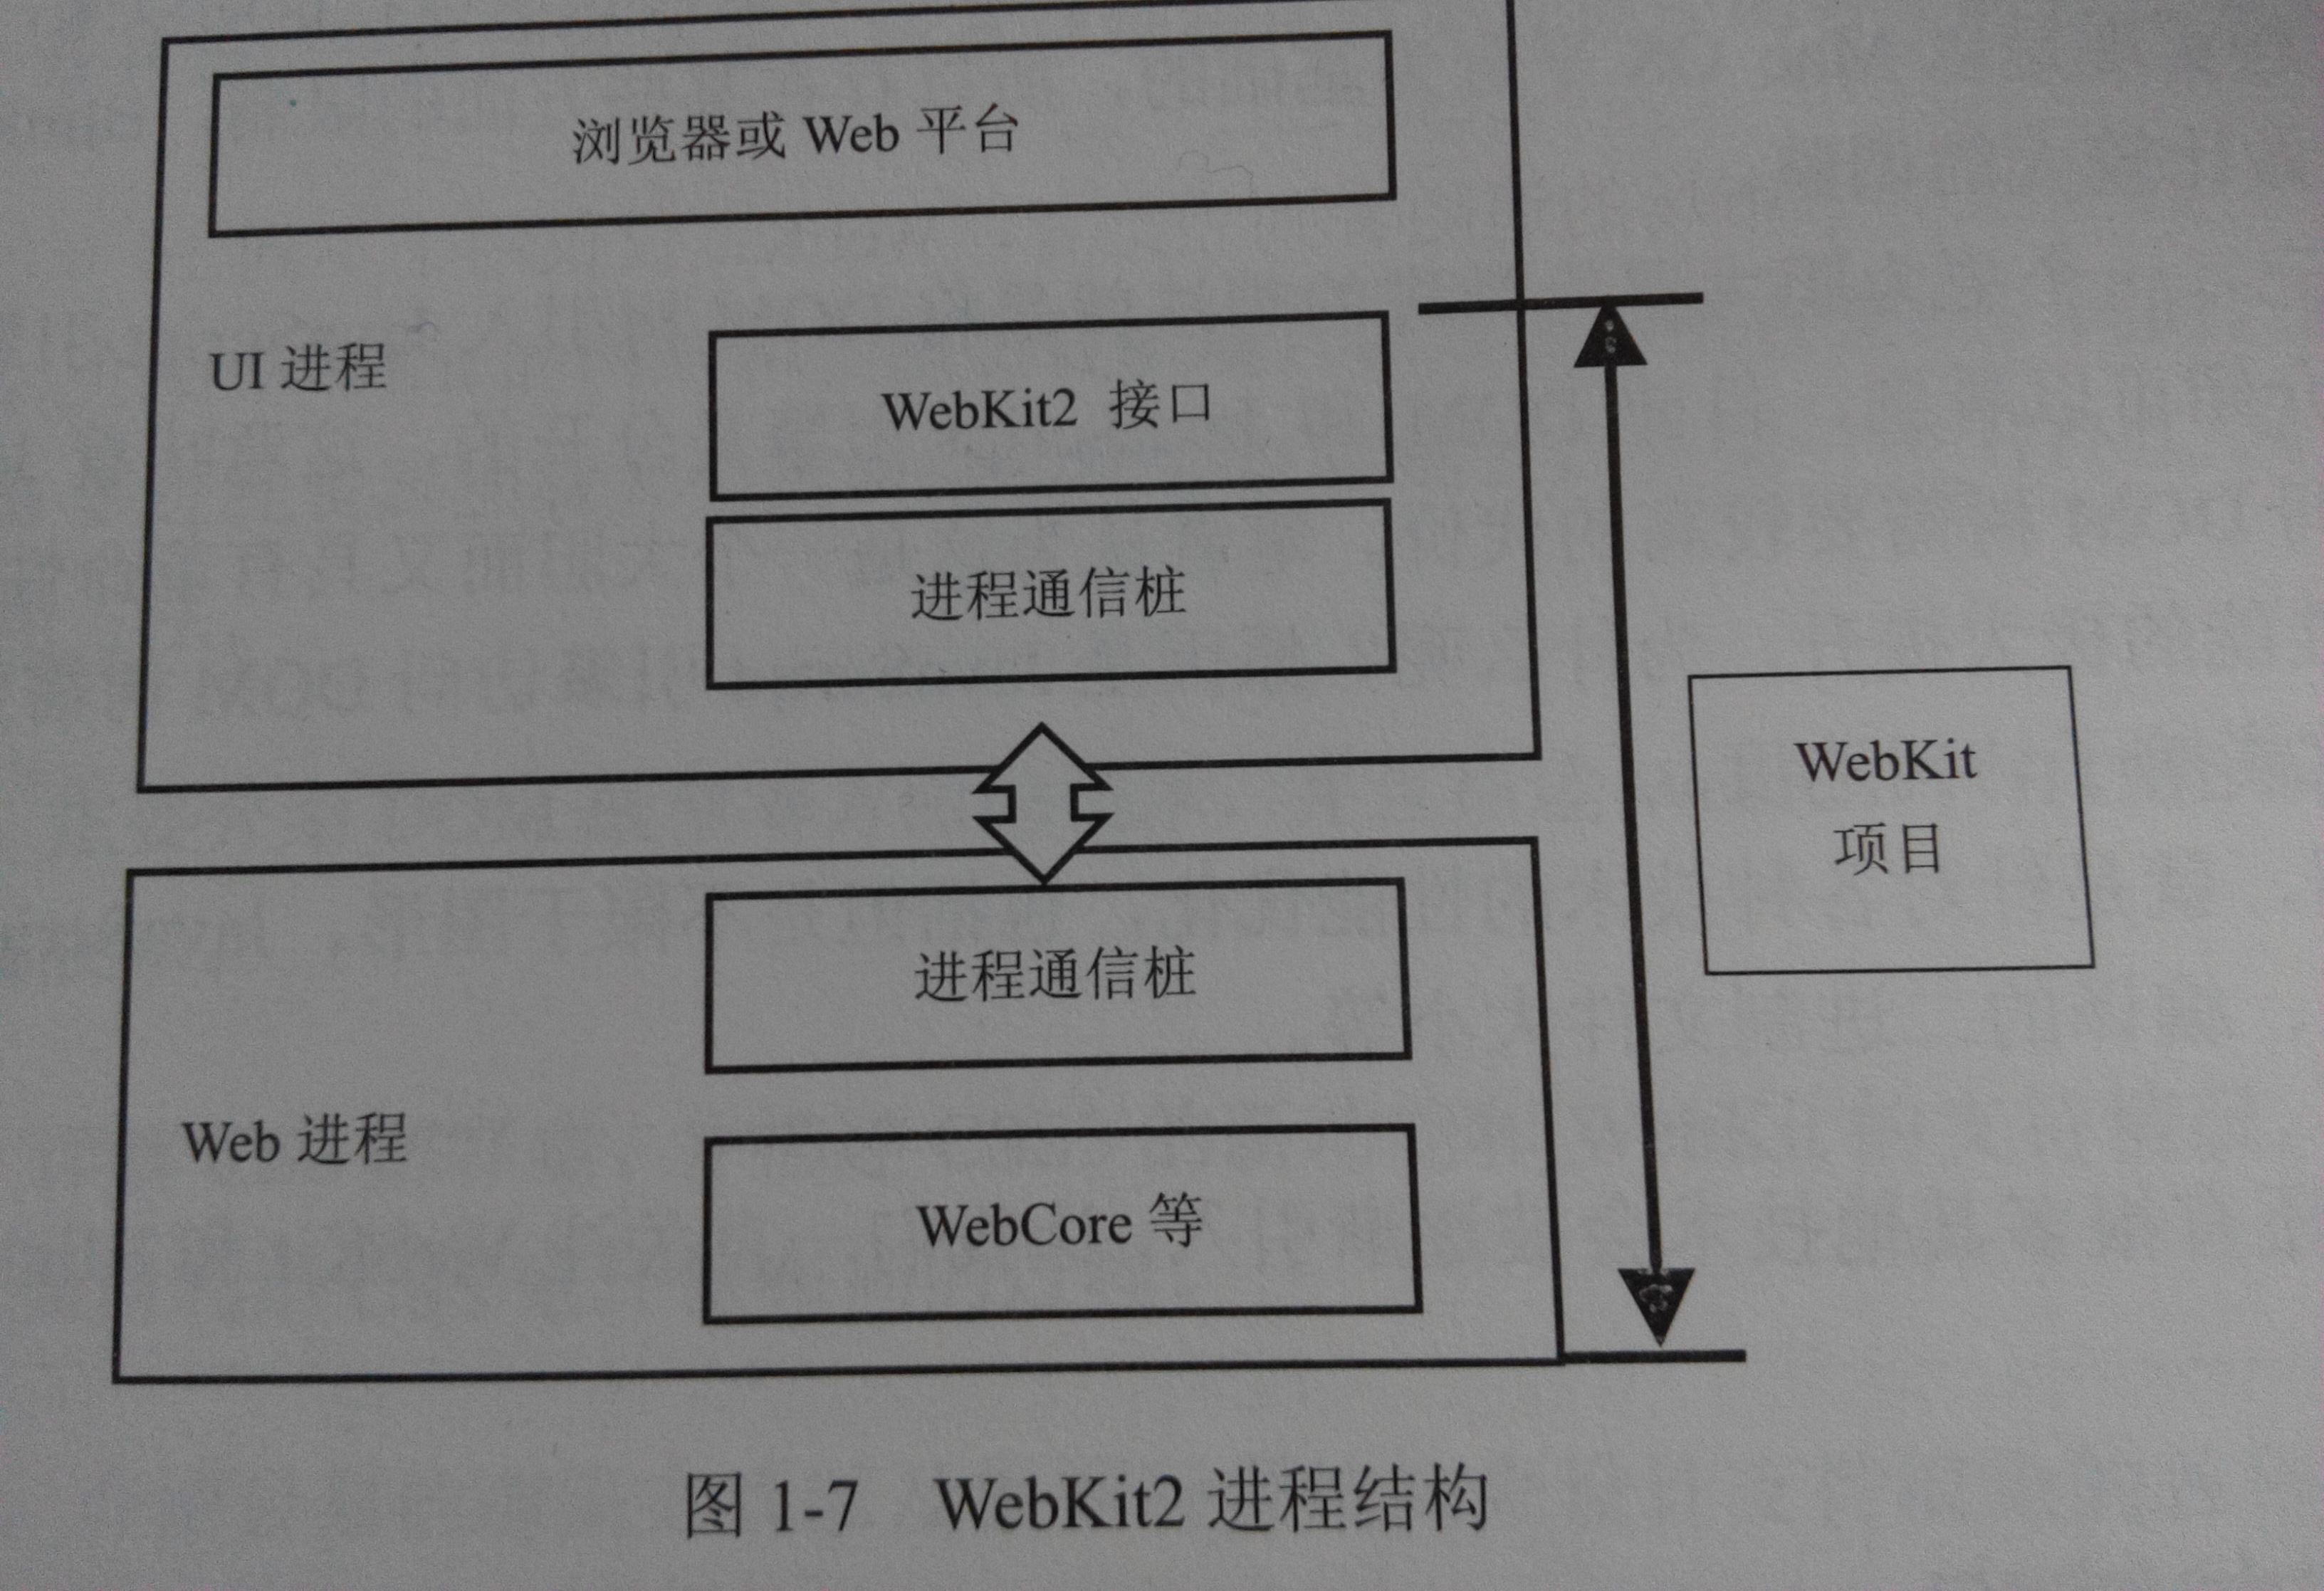 浏览器或 Web 平台
UI 进程
WebKit2 接口
进程通信桩
WebKit
项目
进程通信桩
Web 进程
WebCore 等
图 1-7 WebKit2 进程结构